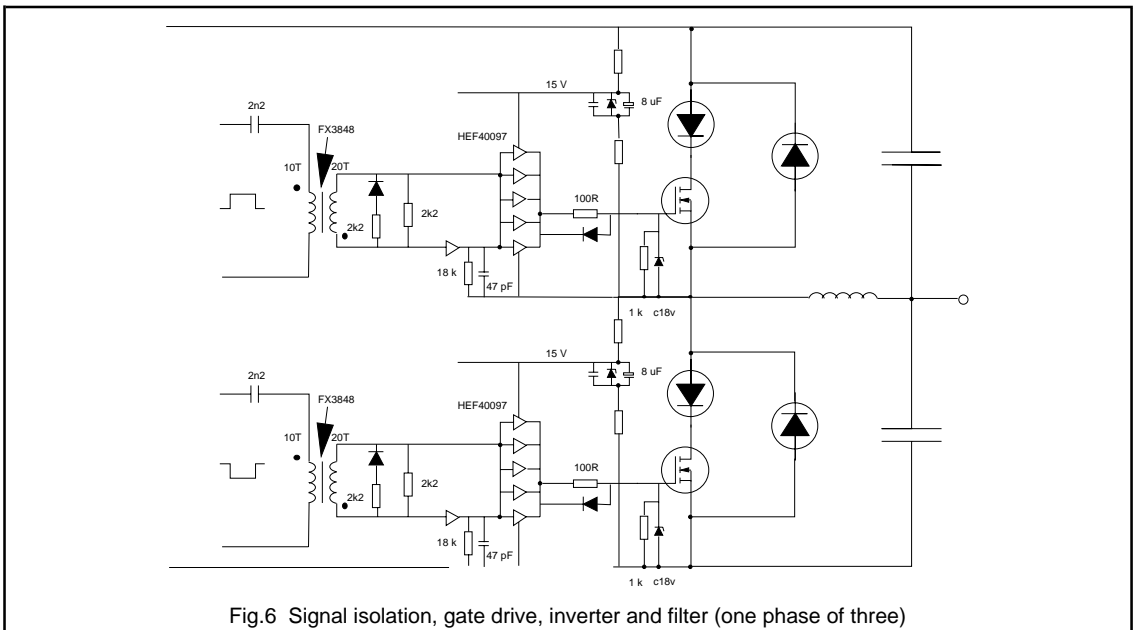 15 V
8 uF
2n2
FX3848
HEF40097
10T
20T
100R
2k2
2k2
18 k
47 pF
1 k
c18v
15 V
8 uF
2n2
FX3848
HEF40097
10T
20T
100R
2k2
2k2
18 k
47 pF
1 k
c18v
Fig.6 Signal isolation, gate drive, inverter and filter (one phase of three)